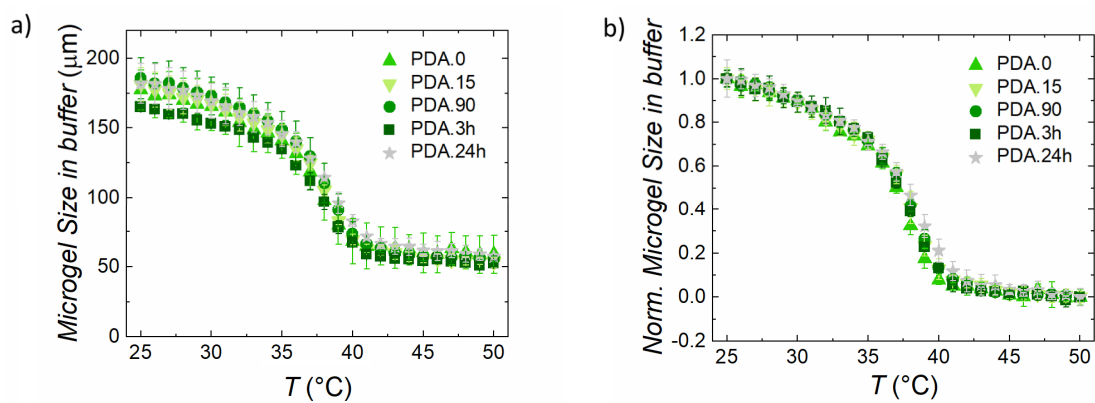 a)
Microgel Size in buffer (μm)
200
150
100
50
0
PDA.0
PDA.15
PDA.90
PDA.3h
PDA.24h
25 30 35 40 45 50
T (°C)
b)
Norm. Microgel Size in buffer
1.2
1.0
0.8
0.6
0.4
0.2
0.0
-0.2
PDA.0
PDA.15
PDA.90
PDA.3h
PDA.24h
25 30 35 40 45 50
T (°C)